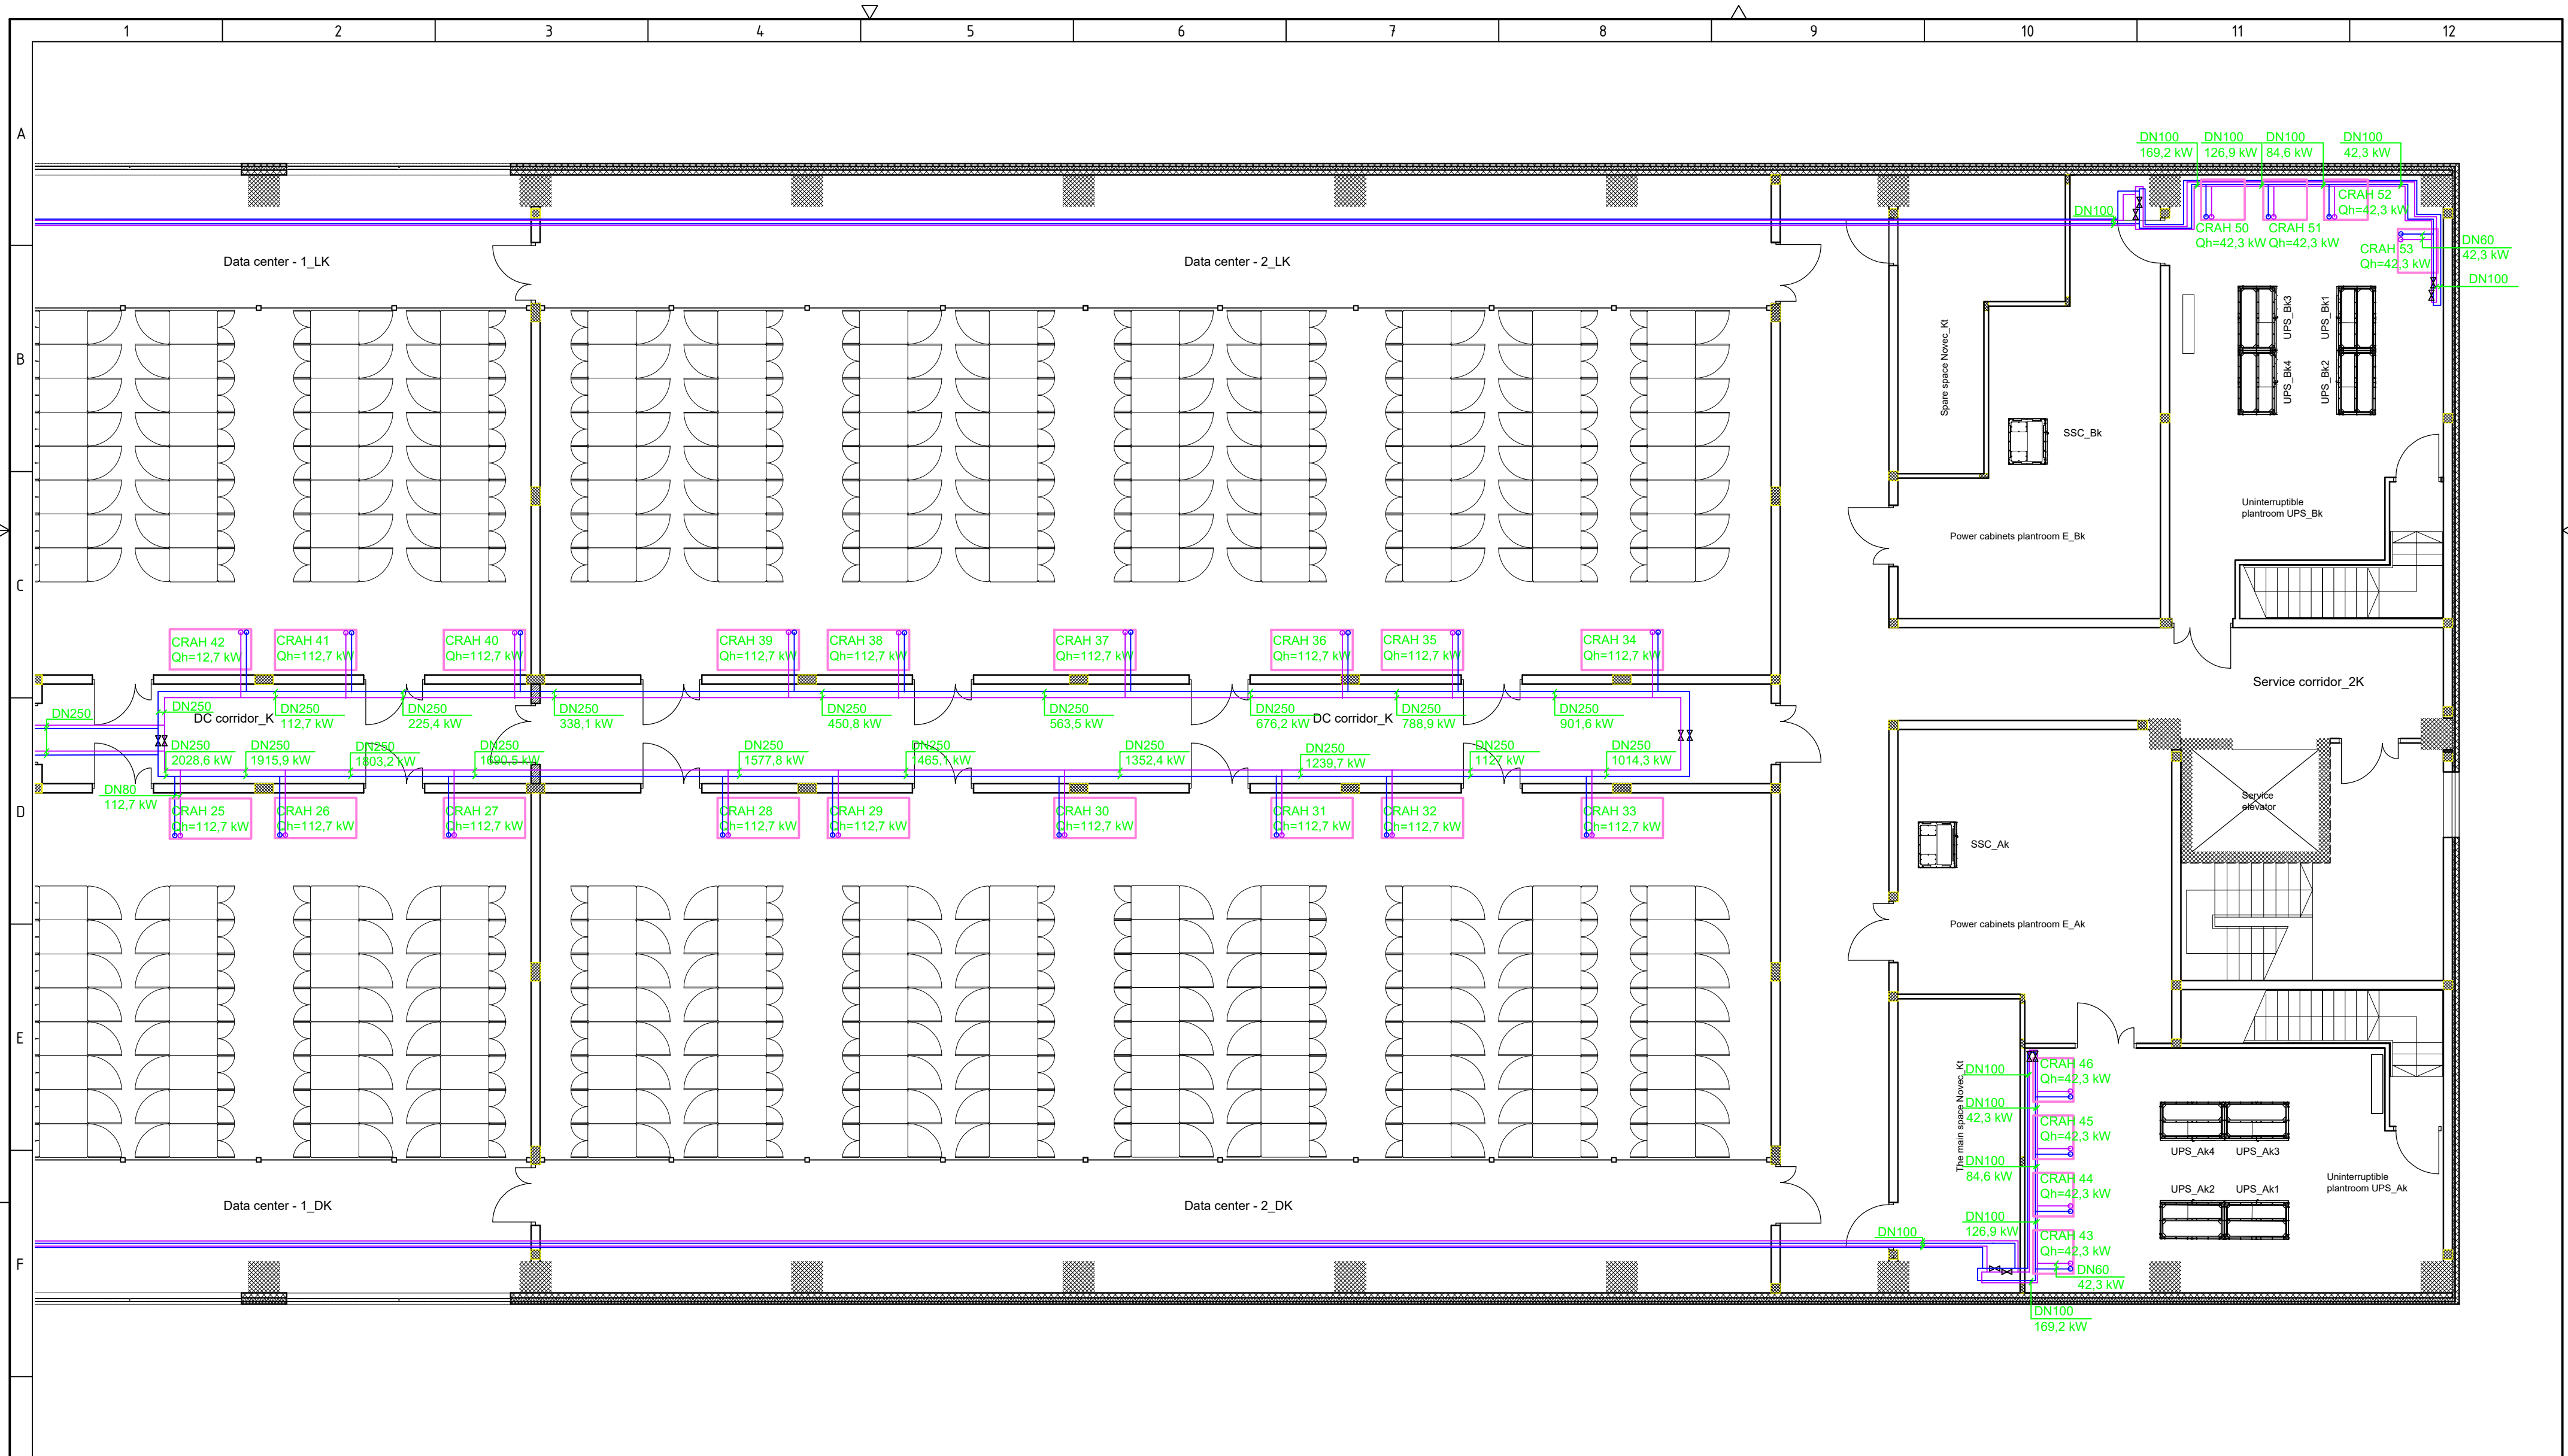 1 2 3 4 5 6 7 8 9 10 11 12
A
B
C
D
E
F
DN100 DN100 DN100 DN100
169,2 kW 126,9 kW 84,6 kW 42,3 kW
DN100
CRAH 52
Qh=42,3 kW
CRAH 50 CRAH 51
Qh=42,3 kW Qh=42,3 kW
CRAH 53
Qh=42,3 kW
DN60
42,3 kW
DN100
Data center - 1_LK
Data center - 2_LK
Spare space Novec_Kt
UPS_Bk3
UPS_Bk1
UPS_Bk4
UPS_Bk2
SSC_Bk
Uninterruptible
plantroom UPS_Bk
Power cabinets plantroom E_Bk
CRAH 42
Qh=12,7 kW
CRAH 41
Qh=112,7 kW
CRAH 40
Qh=112,7 kW
CRAH 39
Qh=112,7 kW
CRAH 38
Qh=112,7 kW
CRAH 37
Qh=112,7 kW
CRAH 36
Qh=112,7 kW
CRAH 35
Qh=112,7 kW
CRAH 34
Qh=112,7 kW
Service corridor_2K
DN250
DN250
DC corridor_K
DN250
112,7 kW
DN250
225,4 kW
DN250
338,1 kW
DN250
450,8 kW
DN250
563,5 kW
DN250
676,2 kW
DC corridor_K
DN250
788,9 kW
DN250
901,6 kW
DN250
2028,6 kW
DN250
1915,9 kW
DN250
1803,2 kW
DN250
1690,5 kW
DN250
1577,8 kW
DN250
1465,1 kW
DN250
1352,4 kW
DN250
1239,7 kW
DN250
1127 kW
DN250
1014,3 kW
DN80
112,7 kW
CRAH 25
Qh=112,7 kW
CRAH 26
Qh=112,7 kW
CRAH 27
Qh=112,7 kW
CRAH 28
Qh=112,7 kW
CRAH 29
Qh=112,7 kW
CRAH 30
Qh=112,7 kW
CRAH 31
Qh=112,7 kW
CRAH 32
Qh=112,7 kW
CRAH 33
Qh=112,7 kW
Service
elevator
SSC_Ak
Power cabinets plantroom E_Ak
The main space Novec_Kt
DN100
CRAH 46
Qh=42,3 kW
DN100
42,3 kW
CRAH 45
Qh=42,3 kW
DN100
84,6 kW
CRAH 44
Qh=42,3 kW
DN100
126,9 kW
CRAH 43
Qh=42,3 kW
DN60
42,3 kW
DN100
DN100
169,2 kW
UPS_Ak4 UPS_Ak3
UPS_Ak2 UPS_Ak1
Uninterruptible
plantroom UPS_Ak
Data center - 1_DK
Data center - 2_DK